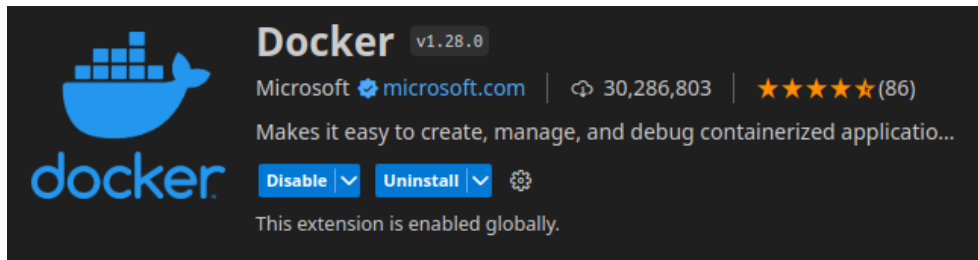 Docker v1.28.0
Microsoft microsoft.com 30,286,803 (86)
Makes it easy to create, manage, and debug containerized applicatio...
docker
Disable Uninstall
This extension is enabled globally.